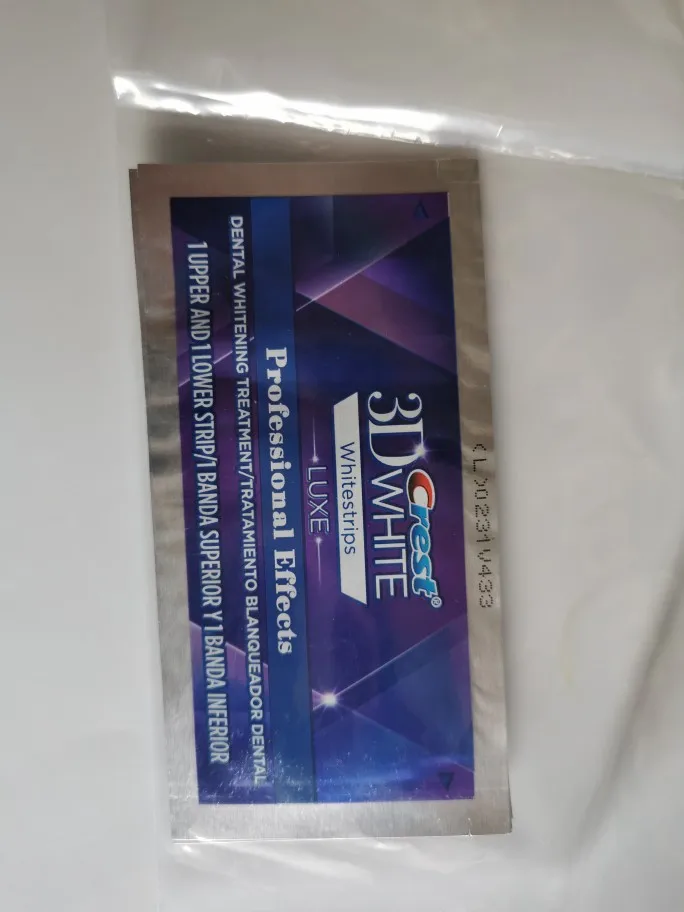 Crest®
3D WHITE
Whitestrips
LUXE
Professional Effects
DENTAL WHITENING TREATMENT/TRATAMIENTO BLANQUEADOR DENTAL
1 UPPER AND 1 LOWER STRIP/1 BANDA SUPERIOR Y 1 BANDA INFERIOR
(L)0231V433